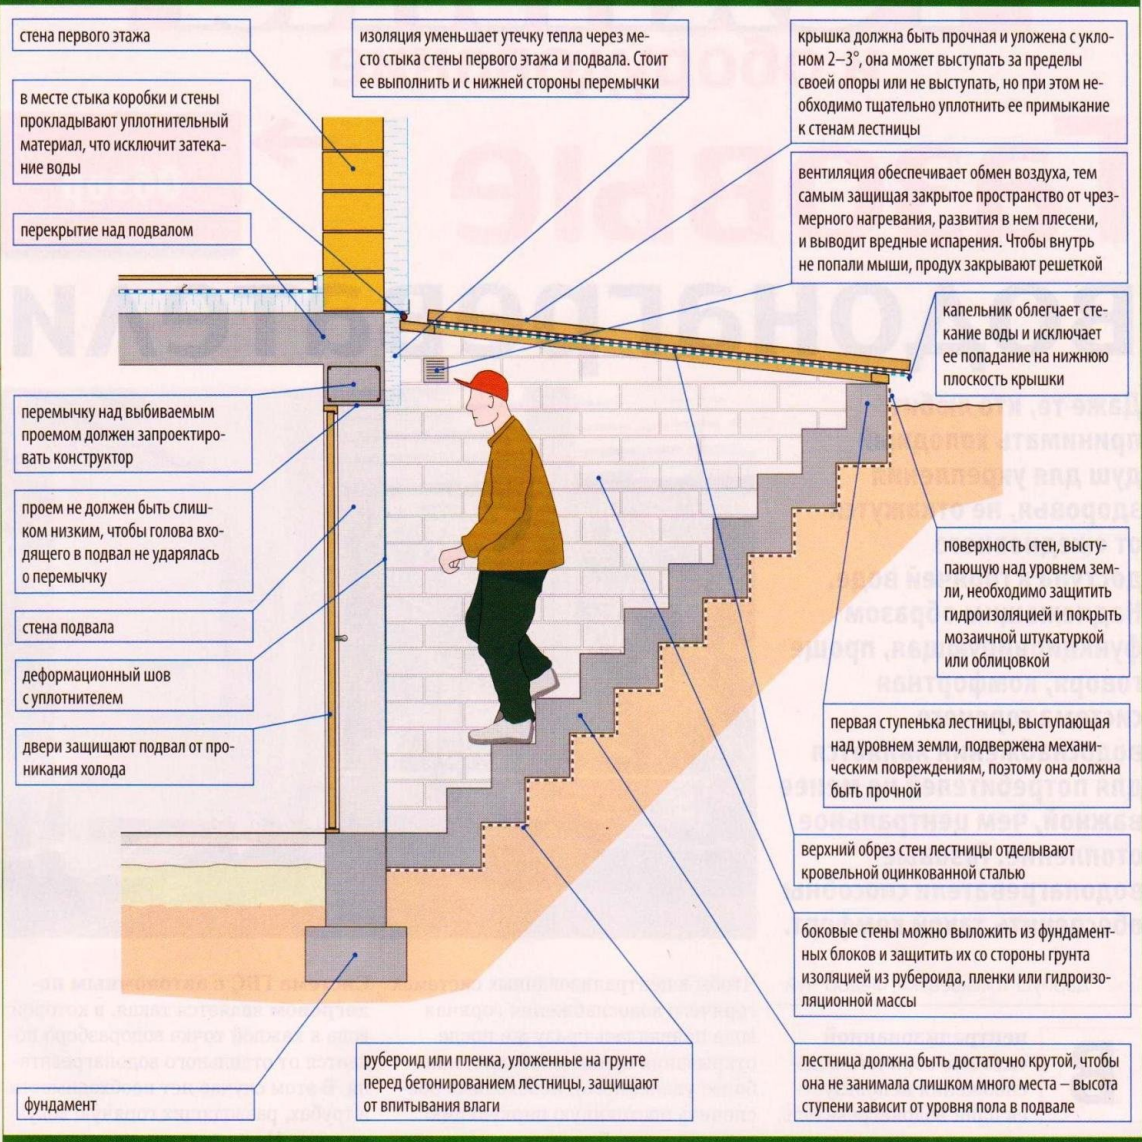 стена первого этажа
в месте стыка коробки и стены
прокладывают уплотнительный
материал, что исключит затека-
ние воды
перекрытие над подвалом
перемычку над выбиваемым
проемом должен запроектиро-
вать конструктор
проем не должен быть слиш-
ком низким, чтобы голова вхо-
дящего в подвал не ударялась
о перемычку
стена подвала
деформационный шов
с уплотнителем
двери защищают подвал от про-
никания холода
фундамент
изоляция уменьшает утечку тепла через ме-
сто стыка стены первого этажа и подвала. Стоит
ее выполнить и с нижней стороны перемычки
рубероид или пленка, уложенные на грунте
перед бетонированием лестницы, защищают
от впитывания влаги
крышка должна быть прочная и уложена с укло-
ном 2–3°, она может выступать за пределы
своей опоры или не выступать, но при этом не-
обходимо тщательно уплотнить ее примыкание
к стенам лестницы
вентиляция обеспечивает обмен воздуха, тем
самым защищая закрытое пространство от чрез-
мерного нагревания, развития в нем плесени,
и выводит вредные испарения. Чтобы внутрь
не попали мыши, продух закрывают решеткой
капельник облегчает сте-
кание воды и исключает
ее попадание на нижнюю
плоскость крышки
поверхность стен, высту-
пающую над уровнем зем-
ли, необходимо защитить
гидроизоляцией и покрыть
мозаичной штукатуркой
или облицовкой
первая ступенька лестницы, выступающая
над уровнем земли, подвержена механи-
ческим повреждениям, поэтому она должна
быть прочной
верхний обрез стен лестницы отделывают
кровельной оцинкованной сталью
боковые стены можно выложить из фундамент-
ных блоков и защитить их со стороны грунта
изоляцией из рубероида, пленки или гидроизо-
ляционной массы
лестница должна быть достаточно крутой, чтобы
она не занимала слишком много места – высота
ступени зависит от уровня пола в подвале